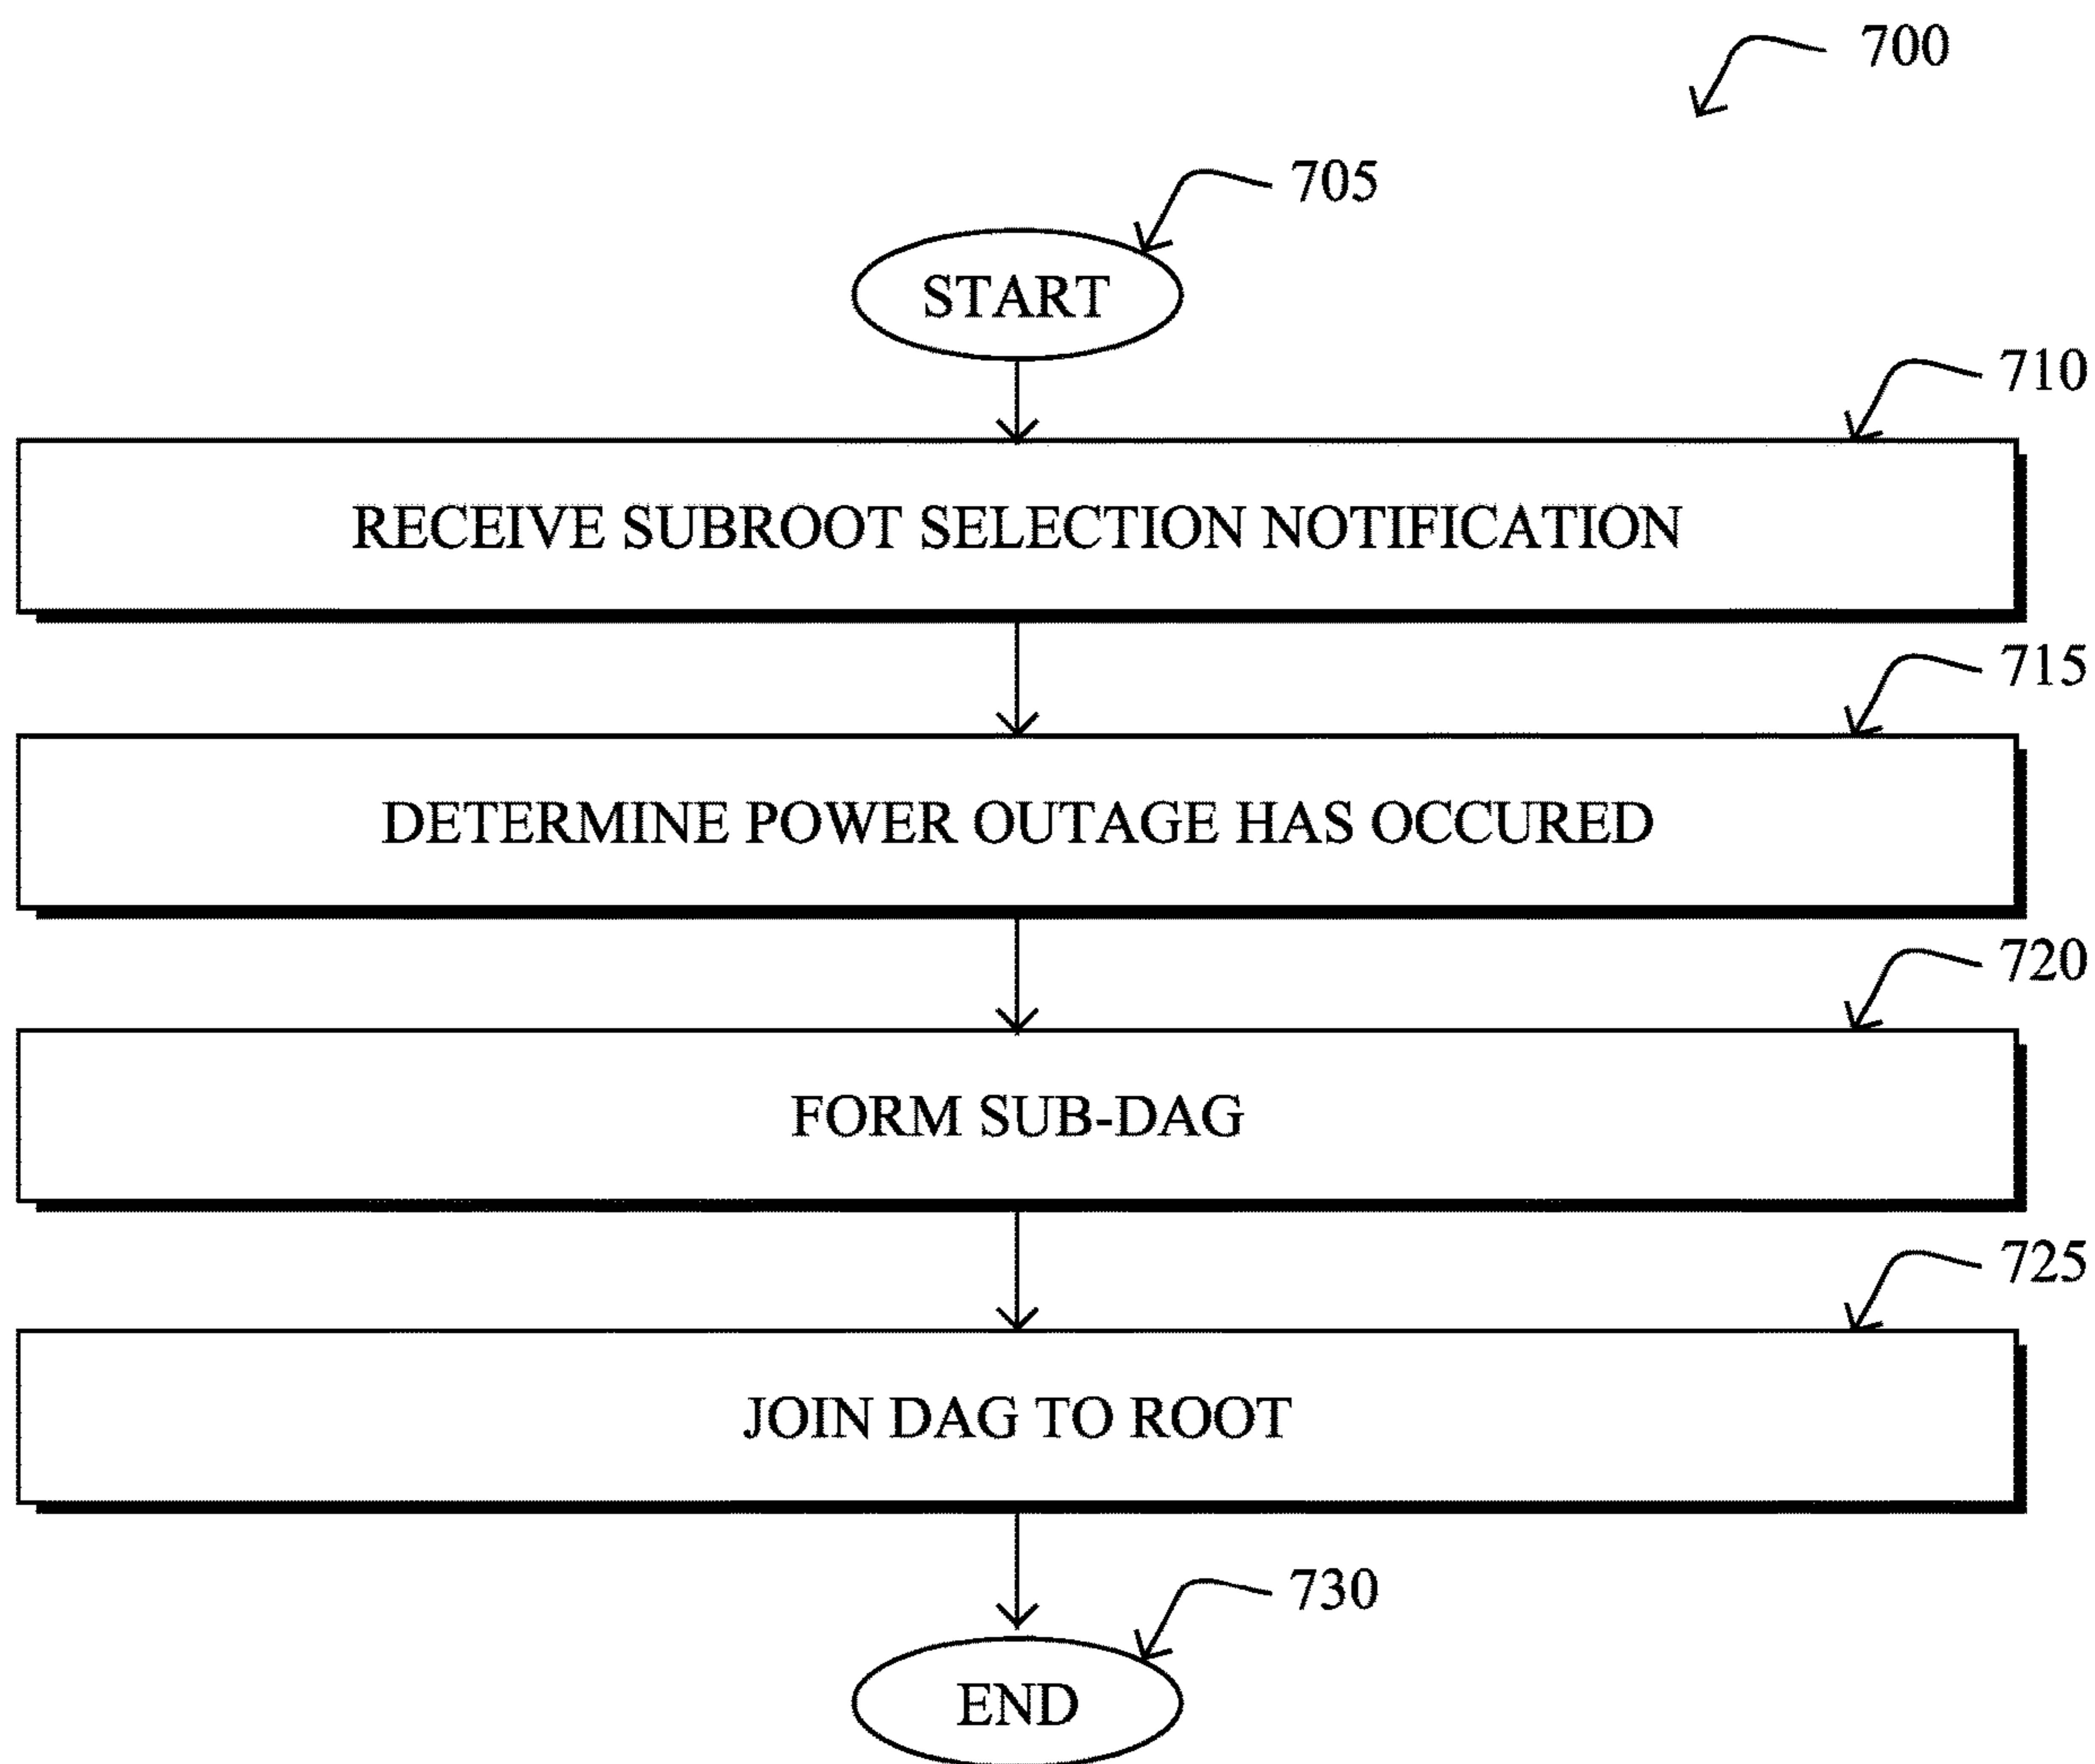 700
705
START
710
RECEIVE SUBROOT SELECTION NOTIFICATION
715
DETERMINE POWER OUTAGE HAS OCCURED
720
FORM SUB-DAG
725
JOIN DAG TO ROOT
730
END